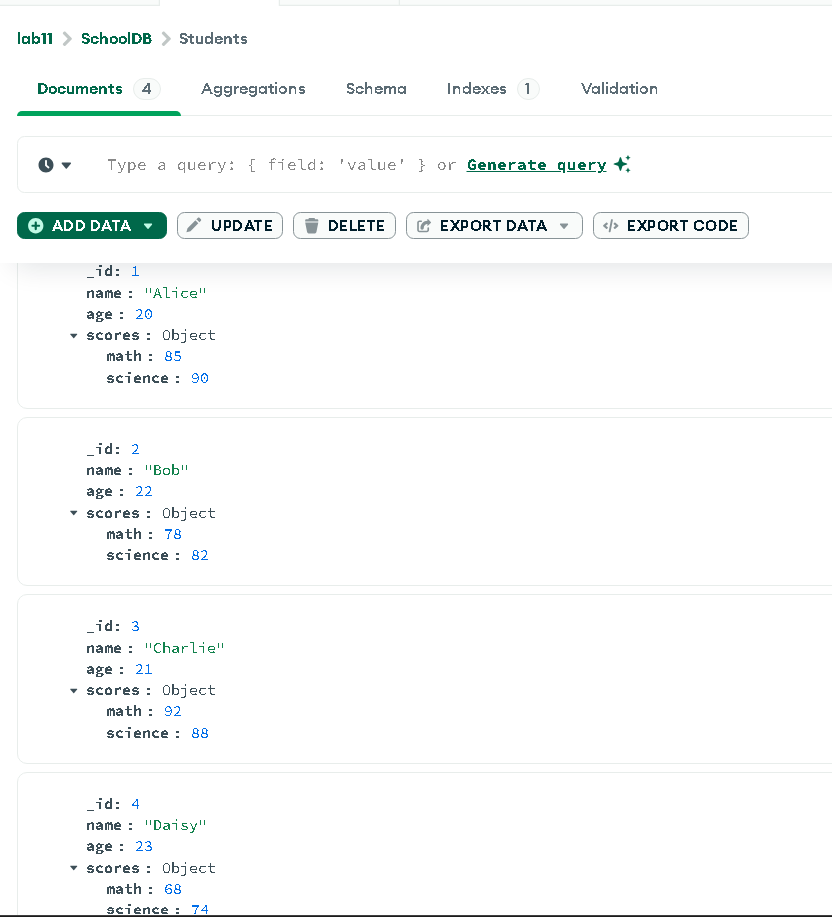 lab11 > SchoolDB > Students
Documents 4 Aggregations Schema Indexes 1 Validation
Type a query: { field: 'value' } or Generate query
ADD DATA UPDATE DELETE EXPORT DATA </> EXPORT CODE
_id: 1
name : "Alice"
age : 20
scores : Object
math : 85
science : 90
_id: 2
name : "Bob"
age : 22
scores : Object
math : 78
science : 82
_id: 3
name : "Charlie"
age : 21
scores : Object
math : 92
science : 88
_id: 4
name : "Daisy"
age : 23
scores : Object
math : 68
science : 74